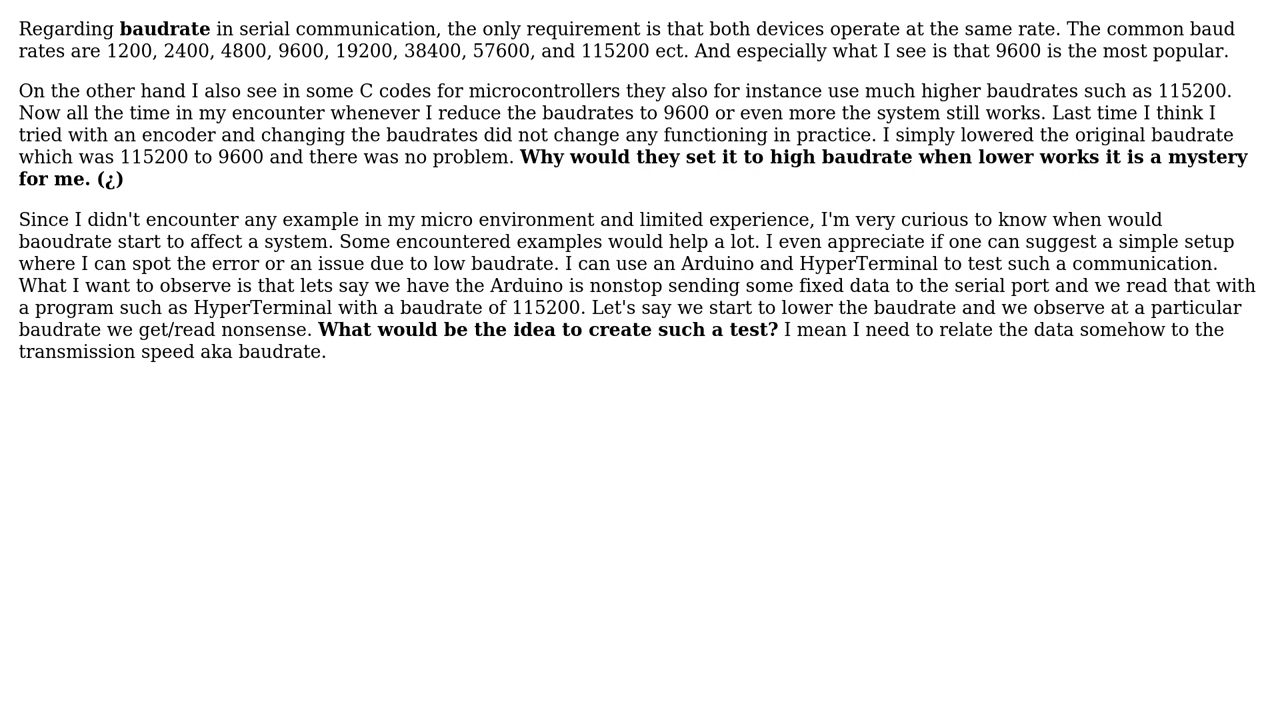 Regarding baudrate in serial communication, the only requirement is that both devices operate at the same rate. The common baud
rates are 1200, 2400, 4800, 9600, 19200, 38400, 57600, and 115200 ect. And especially what I see is that 9600 is the most popular.
On the other hand I also see in some C codes for microcontrollers they also for instance use much higher baudrates such as 115200.
Now all the time in my encounter whenever I reduce the baudrates to 9600 or even more the system still works. Last time I think I
tried with an encoder and changing the baudrates did not change any functioning in practice. I simply lowered the original baudrate
which was 115200 to 9600 and there was no problem. Why would they set it to high baudrate when lower works it is a mystery
for me. (¿)
Since I didn't encounter any example in my micro environment and limited experience, I'm very curious to know when would
baoudrate start to affect a system. Some encountered examples would help a lot. I even appreciate if one can suggest a simple setup
where I can spot the error or an issue due to low baudrate. I can use an Arduino and HyperTerminal to test such a communication.
What I want to observe is that lets say we have the Arduino is nonstop sending some fixed data to the serial port and we read that with
a program such as HyperTerminal with a baudrate of 115200. Let's say we start to lower the baudrate and we observe at a particular
baudrate we get/read nonsense. What would be the idea to create such a test? I mean I need to relate the data somehow to the
transmission speed aka baudrate.